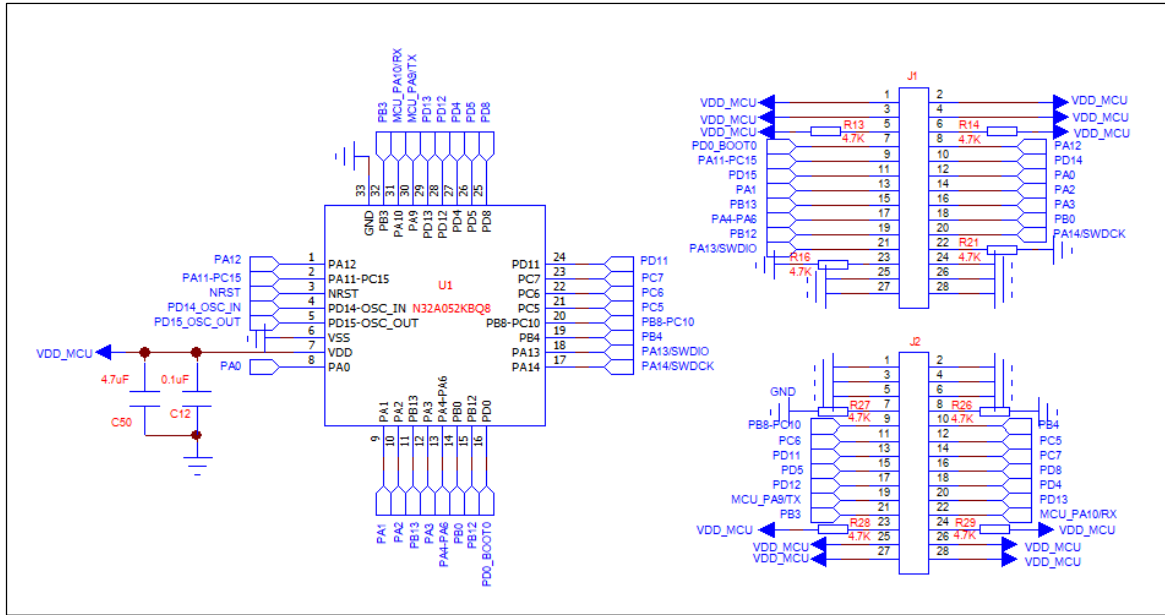 PB3
MCU_PA10/RX
MCU_PA9/TX
PD13
PD12
PD4
PD5
PD8
33
32
31
30
29
28
27
26
25
GND
PB3
PA10
PA9
PD13
PD12
PD4
PD5
PD8
PA12 1 PA12
PA11-PC15 2 PA11-PC15
NRST 3 NRST
PD14_OSC_IN 4 PD14-OSC_IN
PD15_OSC_OUT 5 PD15-OSC_OUT
6 VSS
VDD_MCU 7 VDD
PA0 8 PA0
U1
N32A052KBQ8
PD11 24 PD11
PC7 23 PC7
PC6 22 PC6
PC5 21 PC5
PB8-PC10 20 PB8-PC10
PB4 19 PB4
PA13 18 PA13/SWDIO
PA14 17 PA14/SWDCK
4.7uF
C50
0.1uF
C12
PA1
PA2
PB13
PA3
PA4-PA6
PB0
PB12
PD0
9
10
11
12
13
14
15
16
PA1
PA2
PB13
PA3
PA4-PA6
PB0
PB12
PD0_BOOT0
J1
VDD_MCU 1 2 VDD_MCU
VDD_MCU 3 4 VDD_MCU
VDD_MCU R13 5 6 R14 VDD_MCU
PD0_BOOT0 4.7K 7 8 4.7K PA12
PA11-PC15 9 10 PD14
PD15 11 12 PA0
PA1 13 14 PA2
PB13 15 16 PA3
PA4-PA6 17 18 PB0
PB12 19 20 PA14/SWDCK
PA13/SWDIO 21 22 R21
R16 23 24 4.7K
4.7K 25 26
27 28
J2
1 2
3 4
GND 5 6
R27 7 8 R26
PB8-PC10 4.7K 9 10 4.7K PB4
PC6 11 12 PC5
PD11 13 14 PC7
PD5 15 16 PD8
PD12 17 18 PD4
MCU_PA9/TX 19 20 PD13
PB3 21 22 MCU_PA10/RX
VDD_MCU R28 23 24 R29 VDD_MCU
VDD_MCU 4.7K 25 26 4.7K VDD_MCU
VDD_MCU 27 28 VDD_MCU